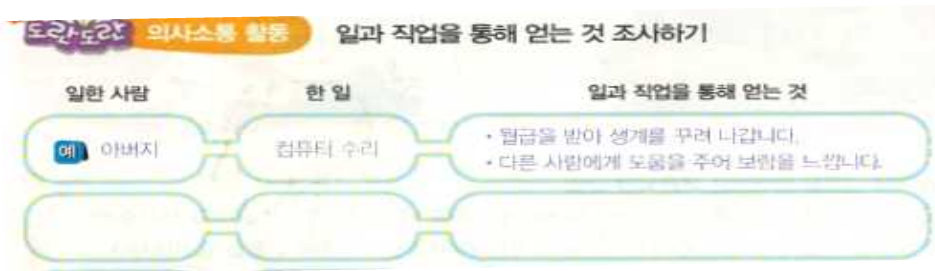 도란도란 의사소통 활동 일과 직업을 통해 얻는 것 조사하기
일한 사람 한 일 일과 직업을 통해 얻는 것
예 아버지 컴퓨터 수리 • 월급을 받아 생계를 꾸려 나갑니다.
• 다른 사람에게 도움을 주어 보람을 느낍니다.